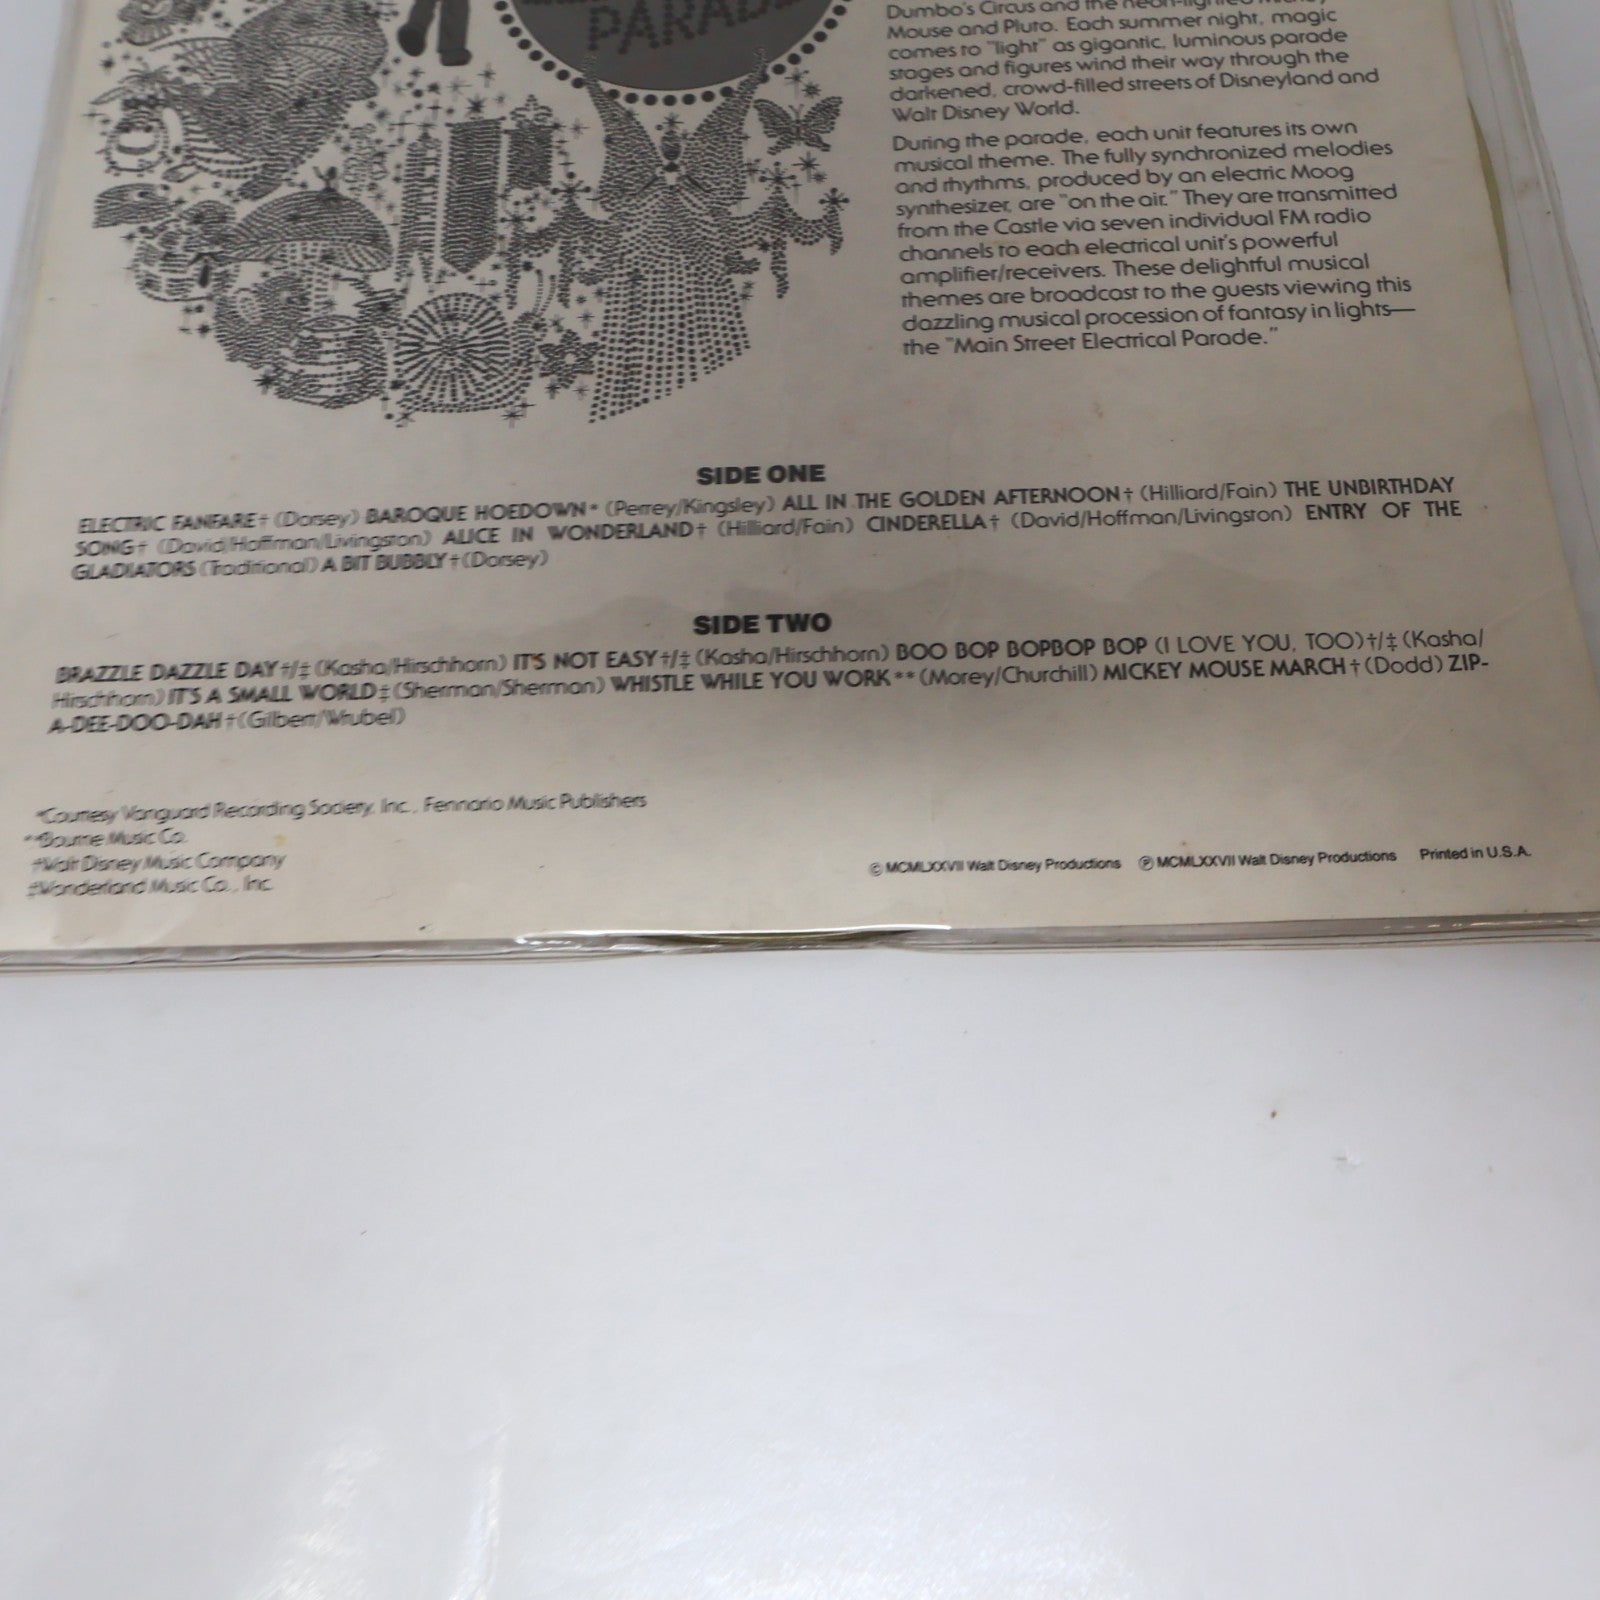 PARADE
Dumbo's Circus and the neon-lighted Mickey
Mouse and Pluto. Each summer night, magic
comes to "light" as gigantic, luminous parade
stages and figures wind their way through the
darkened, crowd-filled streets of Disneyland and
Walt Disney World.
During the parade, each unit features its own
musical theme. The fully synchronized melodies
and rhythms, produced by an electric Moog
synthesizer, are "on the air." They are transmitted
from the Castle via seven individual FM radio
channels to each electrical unit's powerful
amplifier/receivers. These delightful musical
themes are broadcast to the guests viewing this
dazzling musical procession of fantasy in lights—
the "Main Street Electrical Parade."
SIDE ONE
ELECTRIC FANFARE† (Dorsey) BAROQUE HOEDOWN* (Perrey/Kingsley) ALL IN THE GOLDEN AFTERNOON† (Hilliard/Fain) THE UNBIRTHDAY
SONG† (David/Hoffman/Livingston) ALICE IN WONDERLAND† (Hilliard/Fain) CINDERELLA† (David/Hoffman/Livingston) ENTRY OF THE
GLADIATORS (Traditional) A BIT BUBBLY† (Dorsey)
SIDE TWO
BRAZZLE DAZZLE DAY†/‡ (Kasha/Hirschhorn) IT'S NOT EASY†/‡ (Kasha/Hirschhorn) BOO BOP BOPBOP BOP (I LOVE YOU, TOO)†/‡ (Kasha/
Hirschhorn) IT'S A SMALL WORLD‡ (Sherman/Sherman) WHISTLE WHILE YOU WORK** (Morey/Churchill) MICKEY MOUSE MARCH† (Dodd) ZIP-
A-DEE-DOO-DAH† (Gilbert/Wrubel)
*Courtesy Vanguard Recording Society, Inc., Fennario Music Publishers
**Bourne Music Co.
†Walt Disney Music Company
‡Wonderland Music Co., Inc.
© MCMLXXVII Walt Disney Productions ℗ MCMLXXVII Walt Disney Productions Printed in U.S.A.